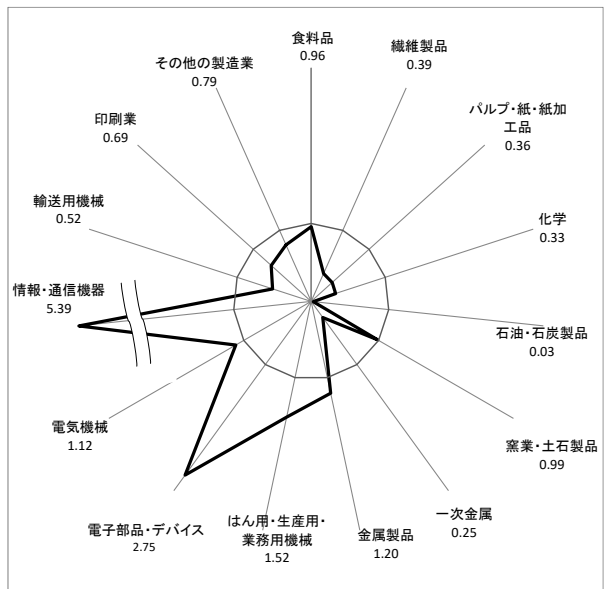 食料品
0.96
繊維製品
0.39
パルプ・紙・紙加
工品
0.36
化学
0.33
石油・石炭製品
0.03
窯業・土石製品
0.99
一次金属
0.25
金属製品
1.20
はん用・生産用・
業務用機械
1.52
電子部品・デバイス
2.75
電気機械
1.12
情報・通信機器
5.39
輸送用機械
0.52
印刷業
0.69
その他の製造業
0.79